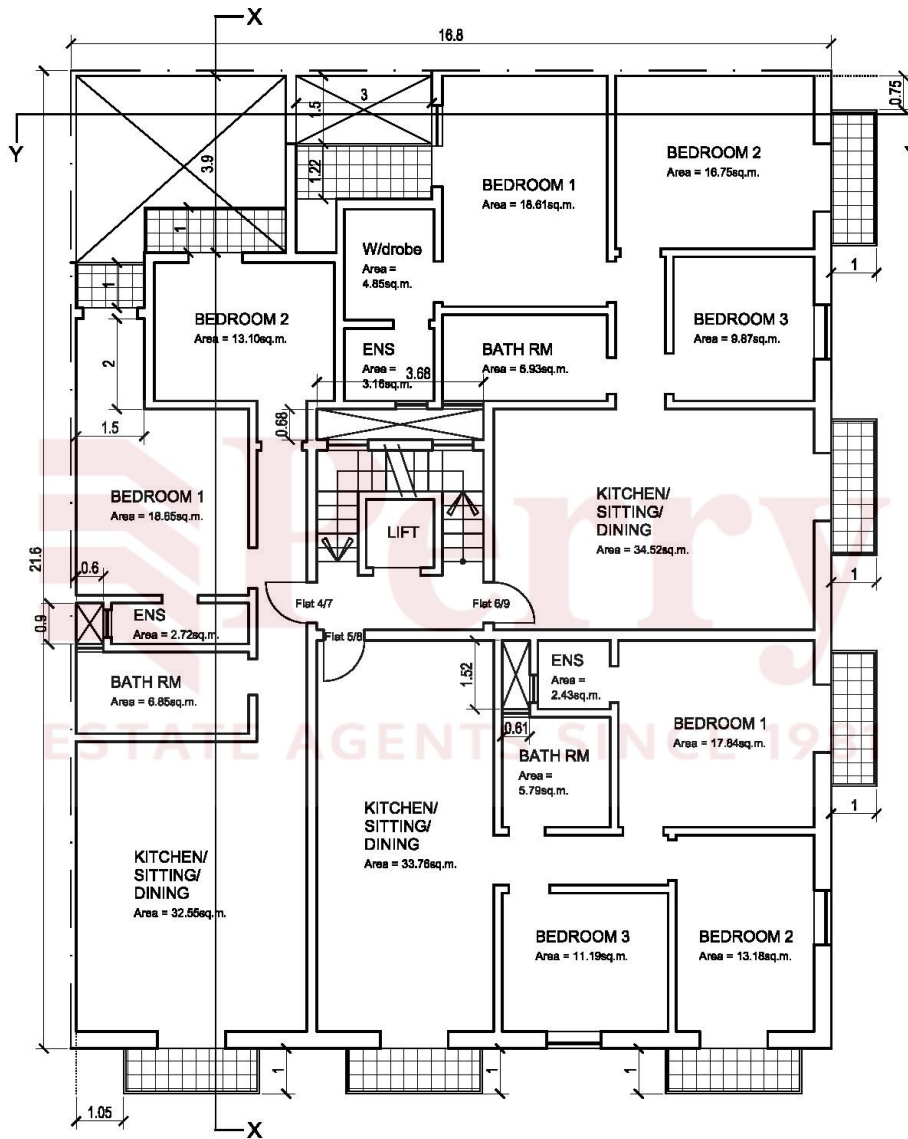 X
16.8
0.75
1.5
3
Y
Y
3.9
1.22
BEDROOM 2
Area = 16.75sq.m.
BEDROOM 1
Area = 18.61sq.m.
1
W/drobe
Area =
4.85sq.m.
1
1
BEDROOM 2
Area = 13.10sq.m.
BEDROOM 3
Area = 9.87sq.m.
2
ENS
Area =
3.16sq.m.
BATH RM
Area = 6.93sq.m.
3.68
0.68
1.5
Perry
BEDROOM 1
Area = 18.65sq.m.
KITCHEN/
SITTING/
DINING
Area = 34.52sq.m.
LIFT
21.6
0.6
1
Flat 4/7
Flat 6/9
0.9
ENS
Area = 2.72sq.m.
Flat 5/8
1.52
ENS
Area =
2.43sq.m.
BATH RM
Area = 6.85sq.m.
BEDROOM 1
Area = 17.64sq.m.
0.61
ESTATE AGENTS SINCE 1981
BATH RM
Area =
5.79sq.m.
1
KITCHEN/
SITTING/
DINING
Area = 33.76sq.m.
KITCHEN/
SITTING/
DINING
Area = 32.55sq.m.
BEDROOM 3
Area = 11.19sq.m.
BEDROOM 2
Area = 13.18sq.m.
1
1
1
1.05
X